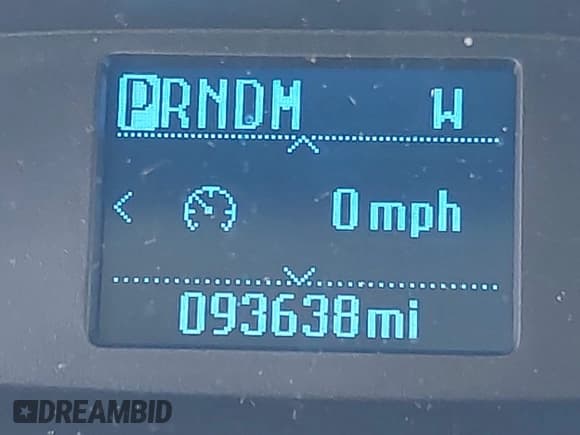 PRNDM W
0 mph
093638mi
DREAMBID